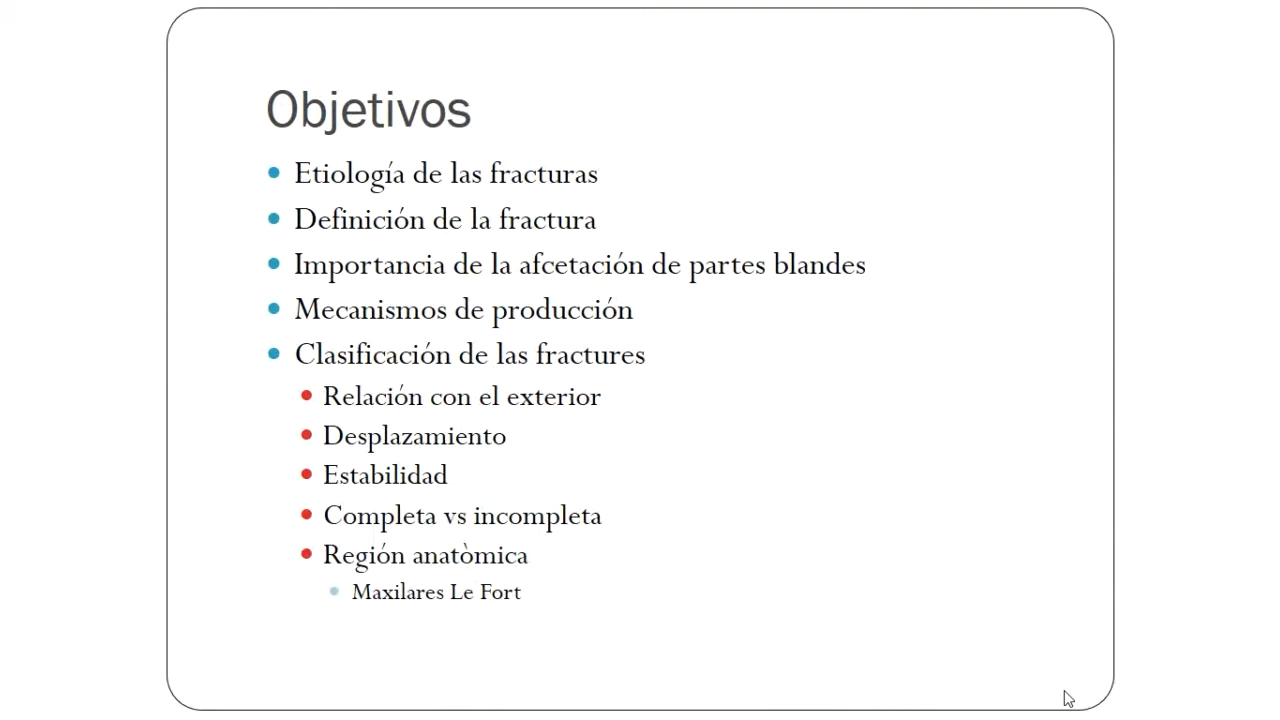 Objetivos
Etiología de las fracturas
Definición de la fractura
Importancia de la afcetación de partes blandes
Mecanismos de producción
Clasificación de las fractures
Relación con el exterior
Desplazamiento
Estabilidad
Completa vs incompleta
Región anatòmica
Maxilares Le Fort